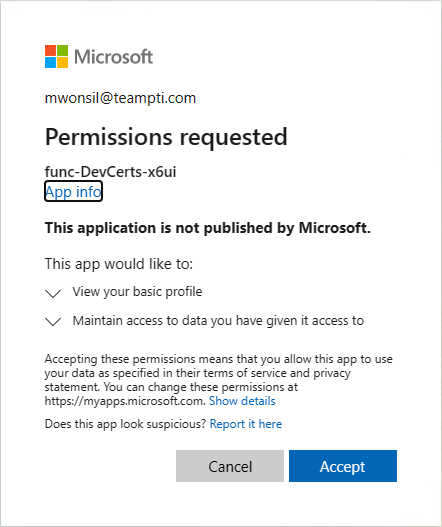 Microsoft
mwonsil@teampti.com
Permissions requested
func-DevCerts-x6ui
App info
This application is not published by Microsoft.
This app would like to:
View your basic profile
Maintain access to data you have given it access to
Accepting these permissions means that you allow this app to use
your data as specified in their terms of service and privacy
statement. You can change these permissions at
https://myapps.microsoft.com. Show details
Does this app look suspicious? Report it here
Cancel Accept